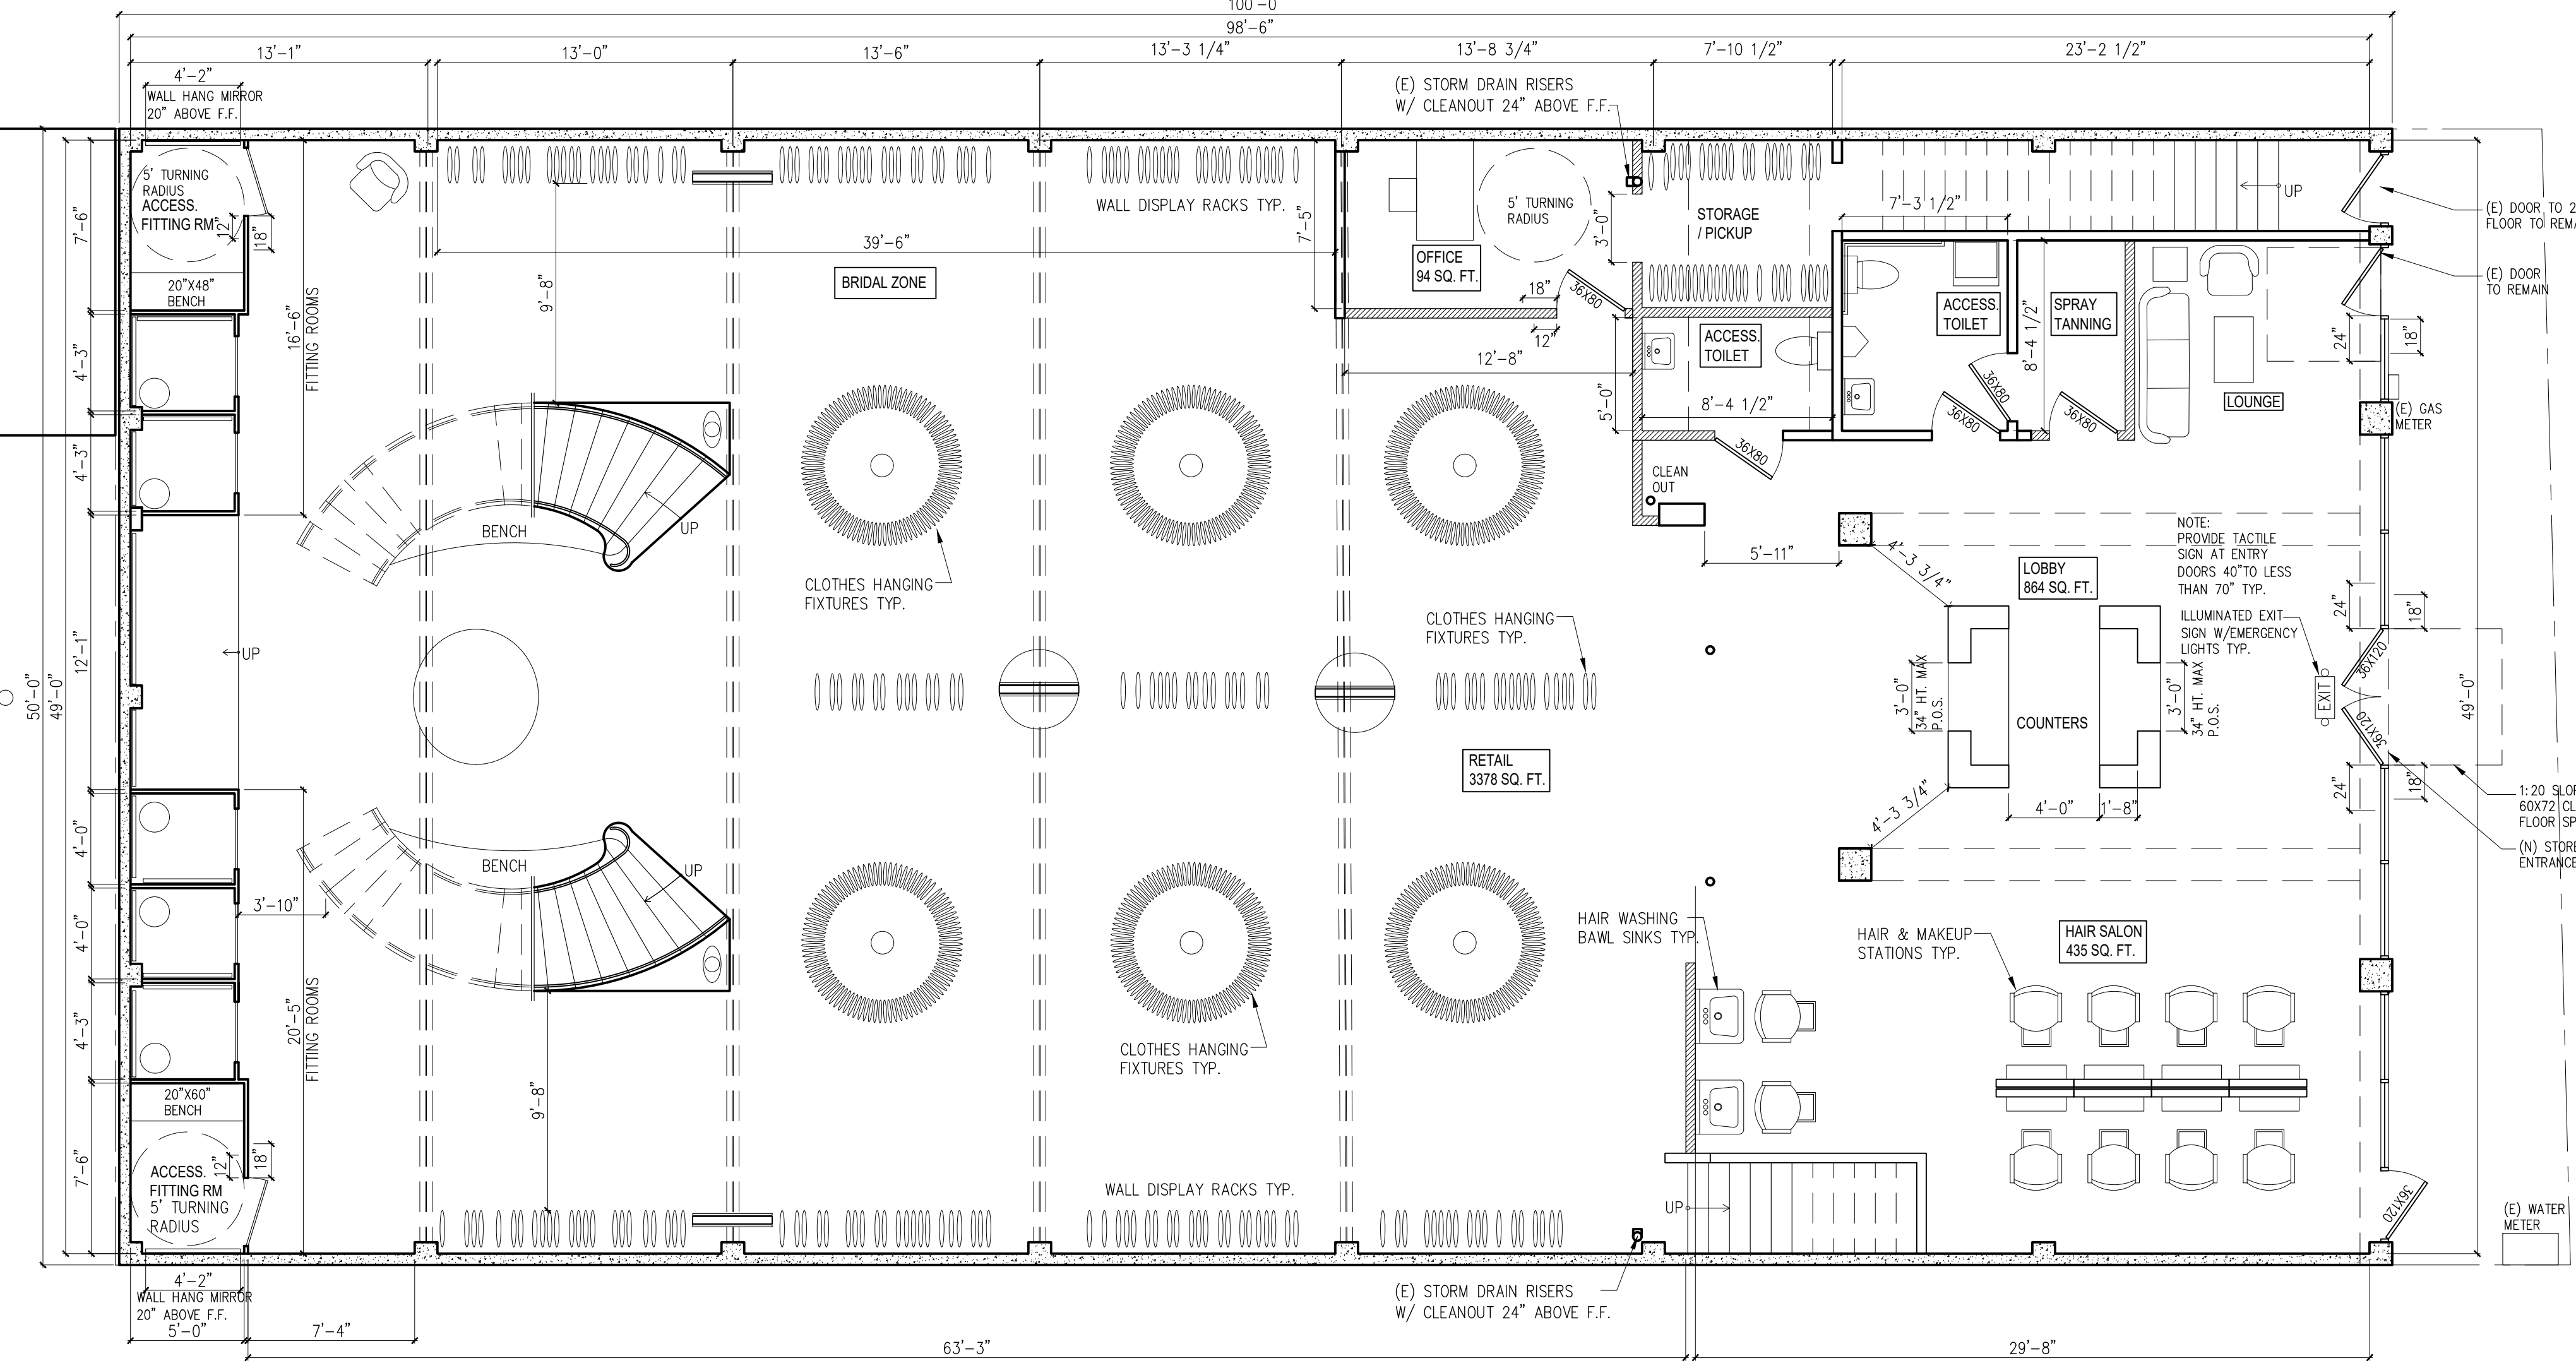 100'-0
98'-6"
13'-1"
13'-0"
13'-6"
13'-3 1/4"
13'-8 3/4"
7'-10 1/2"
23'-2 1/2"
4'-2"
WALL HANG MIRROR
20" ABOVE F.F.
(E) STORM DRAIN RISERS
W/ CLEANOUT 24" ABOVE F.F.
5' TURNING
RADIUS
ACCESS.
FITTING RM
12"
18"
7'-6"
20"X48"
BENCH
16'-6"
FITTING ROOMS
4'-3"
4'-3"
9'-8"
39'-6"
BRIDAL ZONE
WALL DISPLAY RACKS TYP.
7'-5"
OFFICE
94 SQ. FT.
5' TURNING
RADIUS
3'-0"
18"
12"
36X80
12'-8"
STORAGE
/ PICKUP
ACCESS.
TOILET
8'-4 1/2"
5'-0"
36X80
CLEAN
OUT
7'-3 1/2"
UP
ACCESS.
TOILET
36X80
36X80
8'-4 1/2"
SPRAY
TANNING
36X80
LOUNGE
24"
18"
(E) DOOR TO 2
FLOOR TO REMA
(E) DOOR
TO REMAIN
(E) GAS
METER
BENCH
UP
CLOTHES HANGING
FIXTURES TYP.
CLOTHES HANGING
FIXTURES TYP.
5'-11"
4'-3 3/4"
LOBBY
864 SQ. FT.
NOTE:
PROVIDE TACTILE
SIGN AT ENTRY
DOORS 40"TO LESS
THAN 70" TYP.
ILLUMINATED EXIT
SIGN W/EMERGENCY
LIGHTS TYP.
24"
18"
36X120
EXIT
36X120
50'-0"
49'-0"
12'-1"
UP
3'-0"
34" HT. MAX
P.O.S.
COUNTERS
3'-0"
34" HT. MAX
P.O.S.
49'-0"
RETAIL
3378 SQ. FT.
24"
18"
4'-0"
1'-8"
4'-3 3/4"
1:20 SLOP
60X72 CL
FLOOR SP
(N) STORE
ENTRANCE
4'-0"
BENCH
UP
4'-0"
3'-10"
HAIR WASHING
BAWL SINKS TYP.
HAIR & MAKEUP
STATIONS TYP.
HAIR SALON
435 SQ. FT.
4'-3"
20'-5"
FITTING ROOMS
CLOTHES HANGING
FIXTURES TYP.
20"X60"
BENCH
9'-8"
7'-6"
12"
18"
ACCESS.
FITTING RM
5' TURNING
RADIUS
WALL DISPLAY RACKS TYP.
UP
36X120
(E) WATER
METER
4'-2"
WALL HANG MIRROR
20" ABOVE F.F.
(E) STORM DRAIN RISERS
W/ CLEANOUT 24" ABOVE F.F.
5'-0"
7'-4"
63'-3"
29'-8"